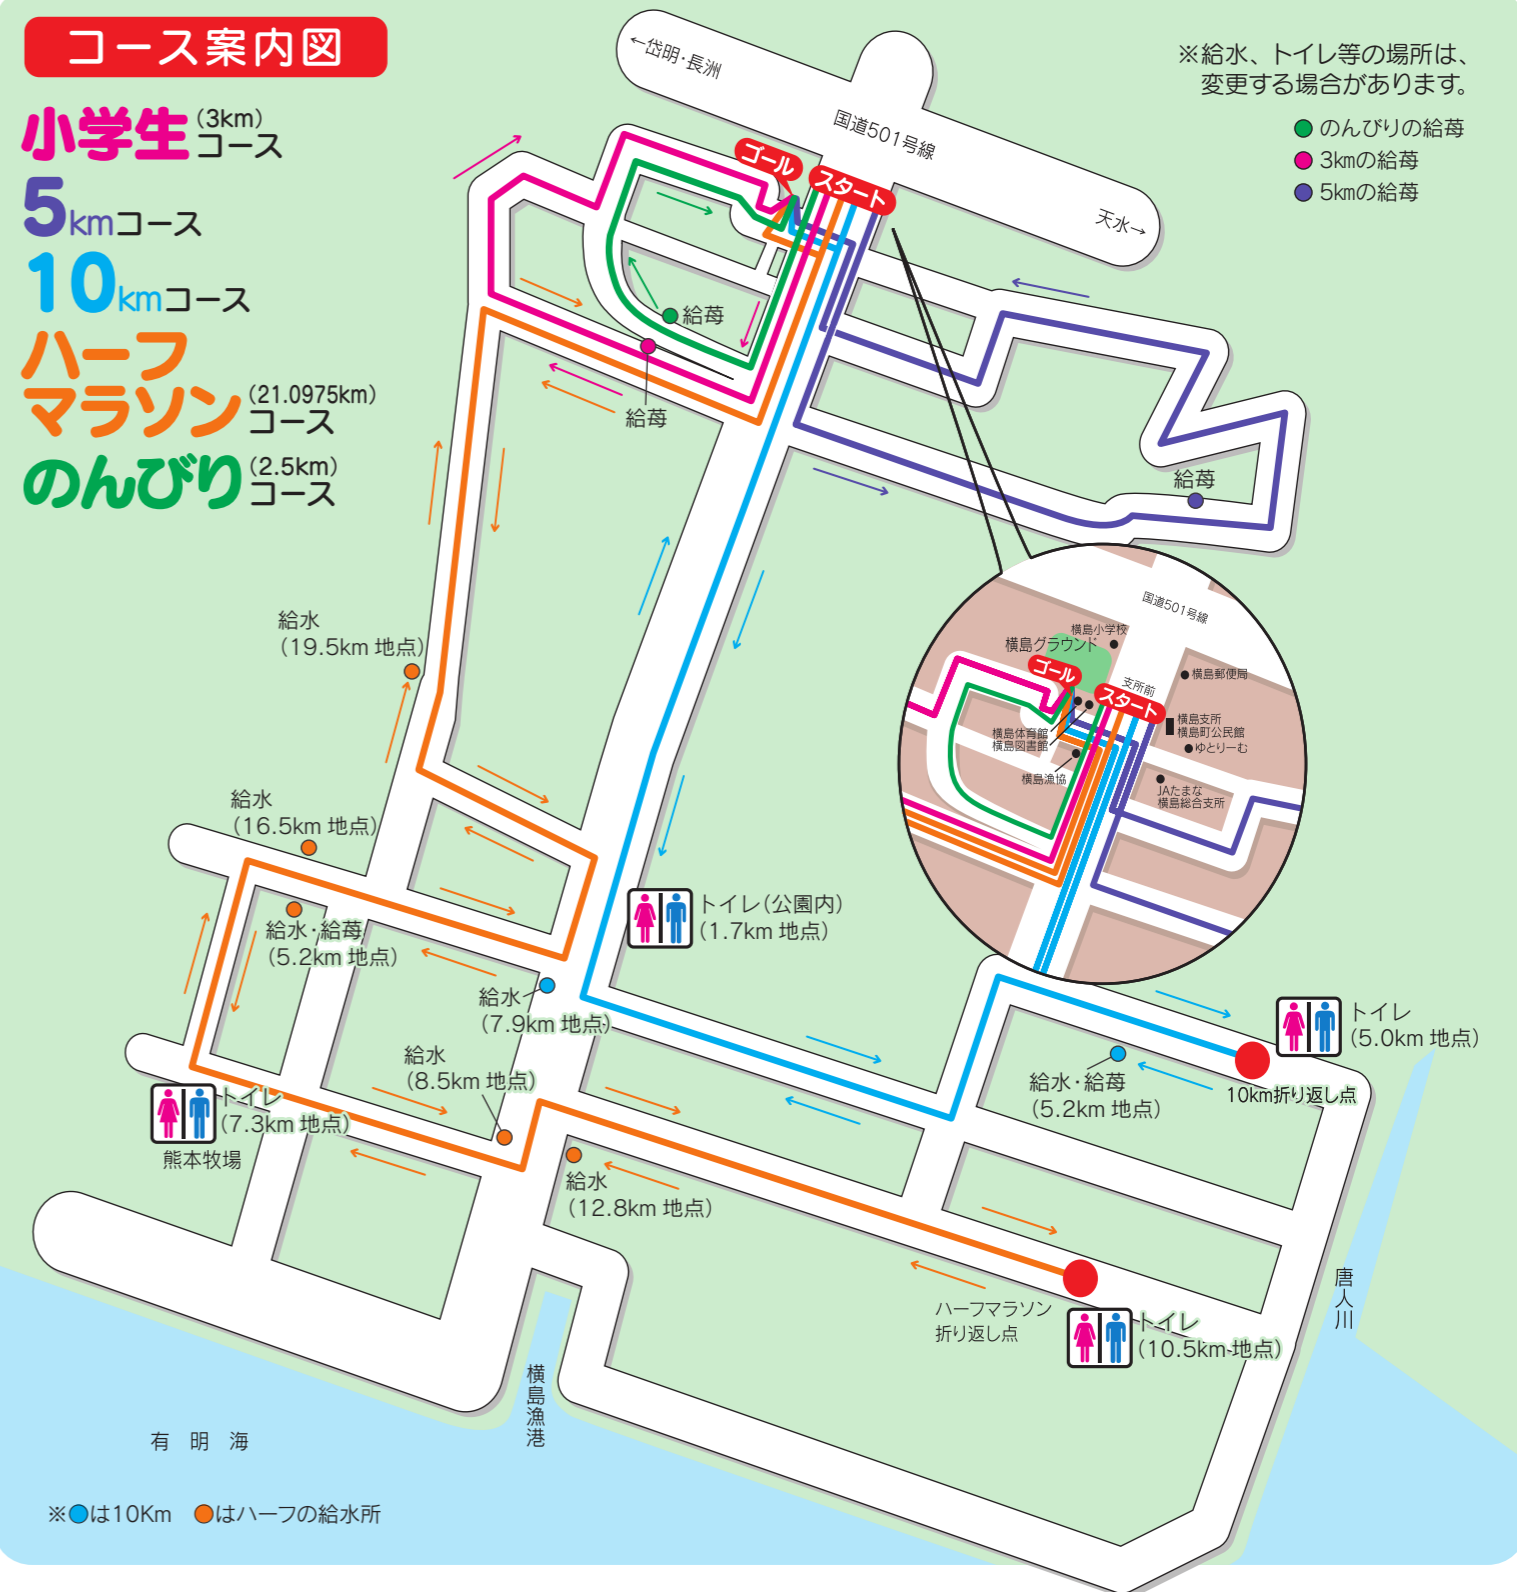 コース案内図
小学生(3km)
コース
5kmコース
10kmコース
ハーフ
マラソン(21.0975km)
コース
のんびり(2.5km)
コース
※給水、トイレ等の場所は、
変更する場合があります。
のんびりの給苺
3kmの給苺
5kmの給苺
←岱明・長洲
国道501号線
天水→
ゴール
スタート
給苺
給苺
給苺
給水
(19.5km 地点)
給水
(16.5km 地点)
給水・給苺
(5.2km 地点)
給水
(7.9km 地点)
給水
(8.5km 地点)
トイレ
(7.3km 地点)
熊本牧場
給水
(12.8km 地点)
トイレ(公園内)
(1.7km 地点)
国道501号線
横島小学校
横島グラウンド
ゴール
支所前
スタート
横島郵便局
横島支所
横島町公民館
ゆとりーむ
横島体育館
横島図書館
横島漁協
JAたまな
横島総合支所
トイレ
(5.0km 地点)
10km折り返し点
給水・給苺
(5.2km 地点)
ハーフマラソン
折り返し点
トイレ
(10.5km 地点)
唐人川
横島漁港
有明海
※●は10Km ●はハーフの給水所